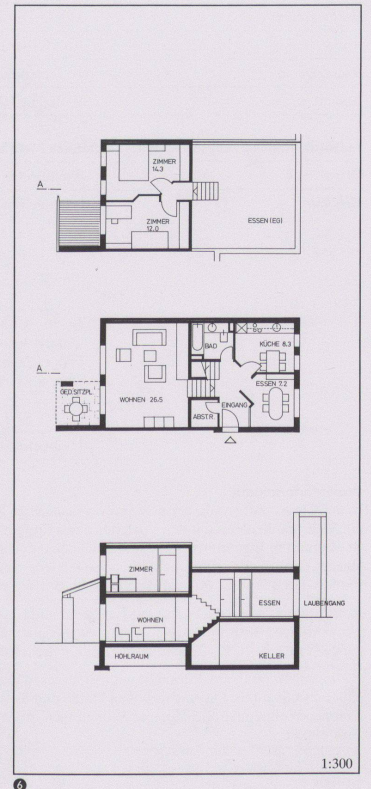 ZIMMER
14.3
A
ZIMMER
12.0
ESSEN (EG)
BAD
KÜCHE 8.3
A
GED.SITZPL.
WOHNEN 26.5
ESSEN 7.2
EINGANG
ABSTR.
ZIMMER
ESSEN
LAUBENGANG
WOHNEN
HOHLRAUM
KELLER
1:300
6